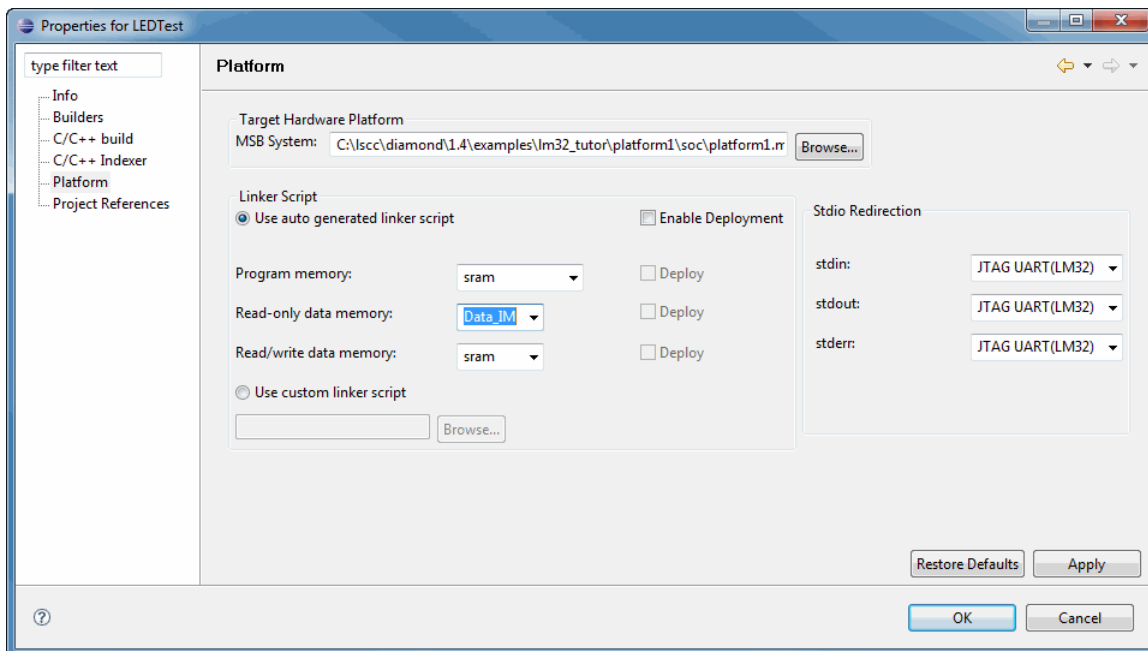 Properties for LEDTest
type filter text
Platform
Info
Builders
C/C++ build
C/C++ Indexer
Platform
Project References
Target Hardware Platform
MSB System: C:\lscc\diamond\1.4\examples\lm32_tutor\platform1\soc\platform1.m Browse...
Linker Script
Use auto generated linker script Enable Deployment
Program memory: sram Deploy
Read-only data memory: Data_IM Deploy
Read/write data memory: sram Deploy
Use custom linker script
Browse...
Stdio Redirection
stdin: JTAG UART(LM32)
stdout: JTAG UART(LM32)
stderr: JTAG UART(LM32)
Restore Defaults Apply
OK Cancel